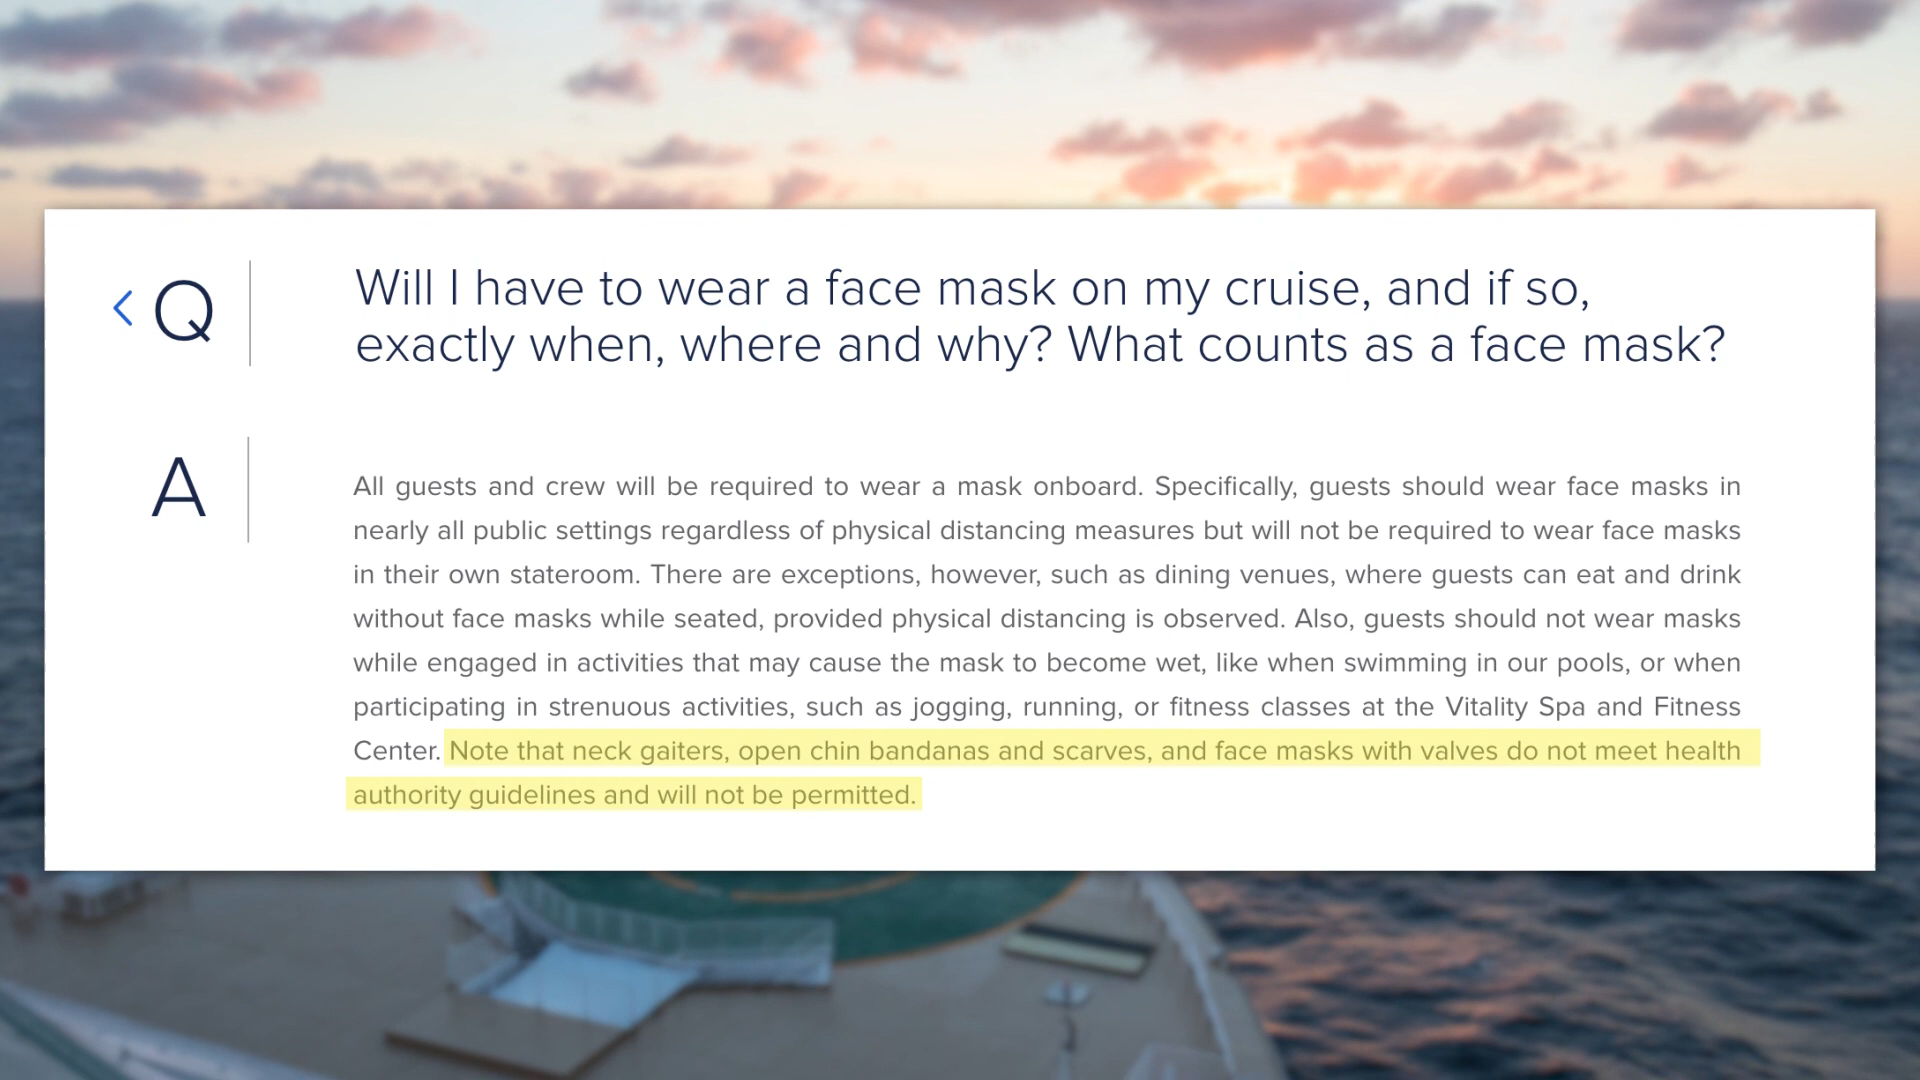 Q
Will I have to wear a face mask on my cruise, and if so,
exactly when, where and why? What counts as a face mask?
A
All guests and crew will be required to wear a mask onboard. Specifically, guests should wear face masks in
nearly all public settings regardless of physical distancing measures but will not be required to wear face masks
in their own stateroom. There are exceptions, however, such as dining venues, where guests can eat and drink
without face masks while seated, provided physical distancing is observed. Also, guests should not wear masks
while engaged in activities that may cause the mask to become wet, like when swimming in our pools, or when
participating in strenuous activities, such as jogging, running, or fitness classes at the Vitality Spa and Fitness
Center. Note that neck gaiters, open chin bandanas and scarves, and face masks with valves do not meet health
authority guidelines and will not be permitted.